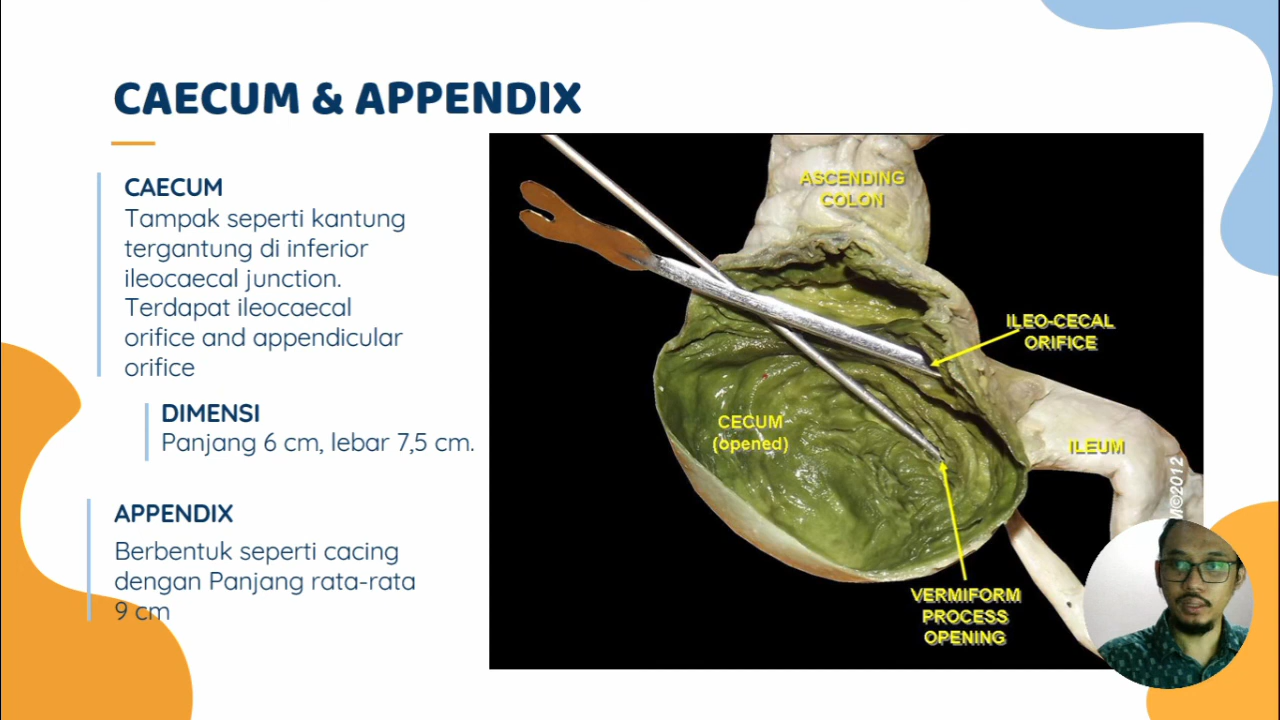 CAECUM & APPENDIX
CAECUM
Tampak seperti kantung
tergantung di inferior
ileocaecal junction.
Terdapat ileocaecal
orifice and appendicular
orifice
DIMENSI
Panjang 6 cm, lebar 7,5 cm.
APPENDIX
Berbentuk seperti cacing
dengan Panjang rata-rata
9 cm
ASCENDING
COLON
ILEO-CECAL
ORIFICE
CECUM
(opened)
ILEUM
VERMIFORM
PROCESS
OPENING
M©2012